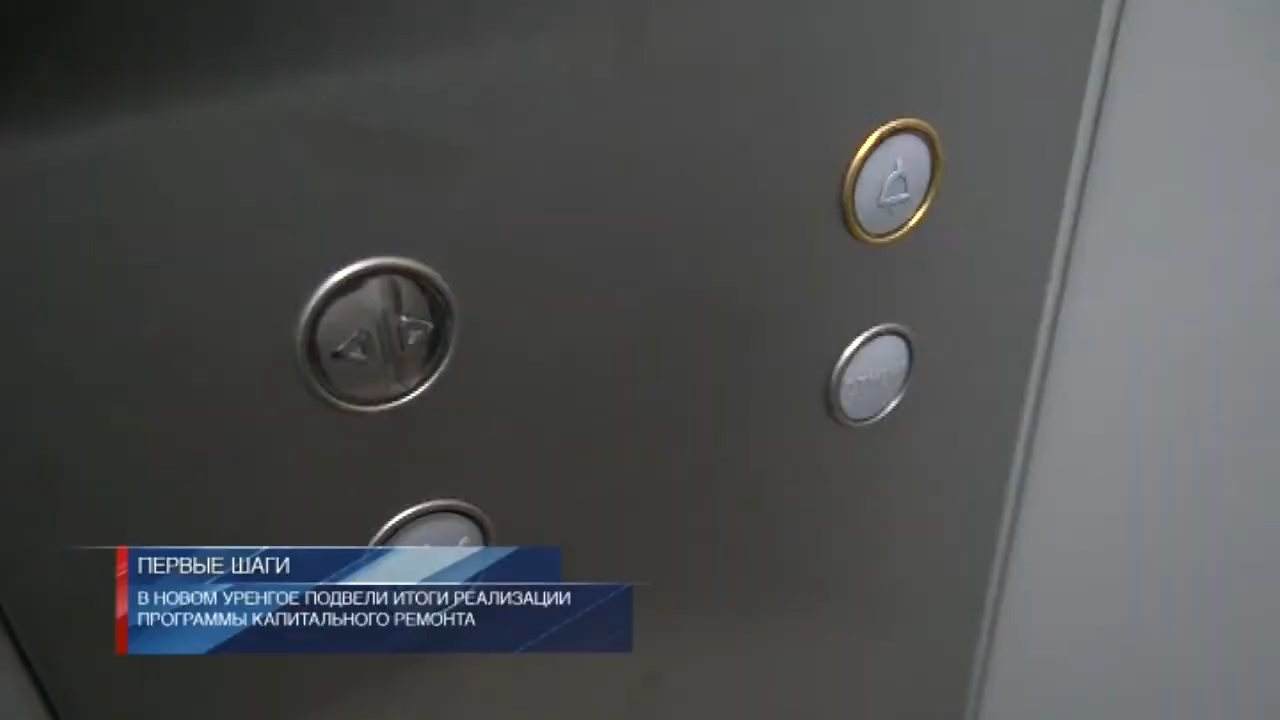 ПЕРВЫЕ ШАГИ
В НОВОМ УРЕНГОЕ ПОДВЕЛИ ИТОГИ РЕАЛИЗАЦИИ
ПРОГРАММЫ КАПИТАЛЬНОГО РЕМОНТА